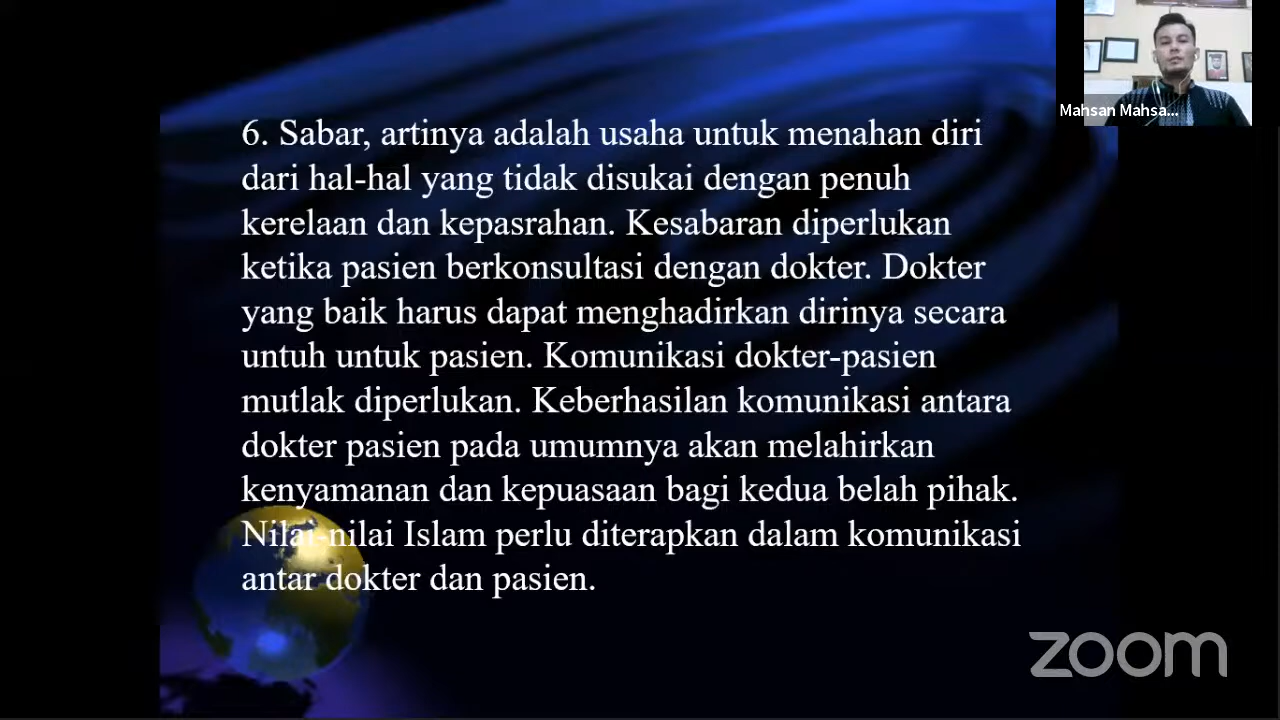 6. Sabar, artinya adalah usaha untuk menahan diri
dari hal-hal yang tidak disukai dengan penuh
kerelaan dan kepasrahan. Kesabaran diperlukan
ketika pasien berkonsultasi dengan dokter. Dokter
yang baik harus dapat menghadirkan dirinya secara
untuh untuk pasien. Komunikasi dokter-pasien
mutlak diperlukan. Keberhasilan komunikasi antara
dokter pasien pada umumnya akan melahirkan
kenyamanan dan kepuasaan bagi kedua belah pihak.
Nilai-nilai Islam perlu diterapkan dalam komunikasi
antar dokter dan pasien.
Mahsan Mahsa...
zoom